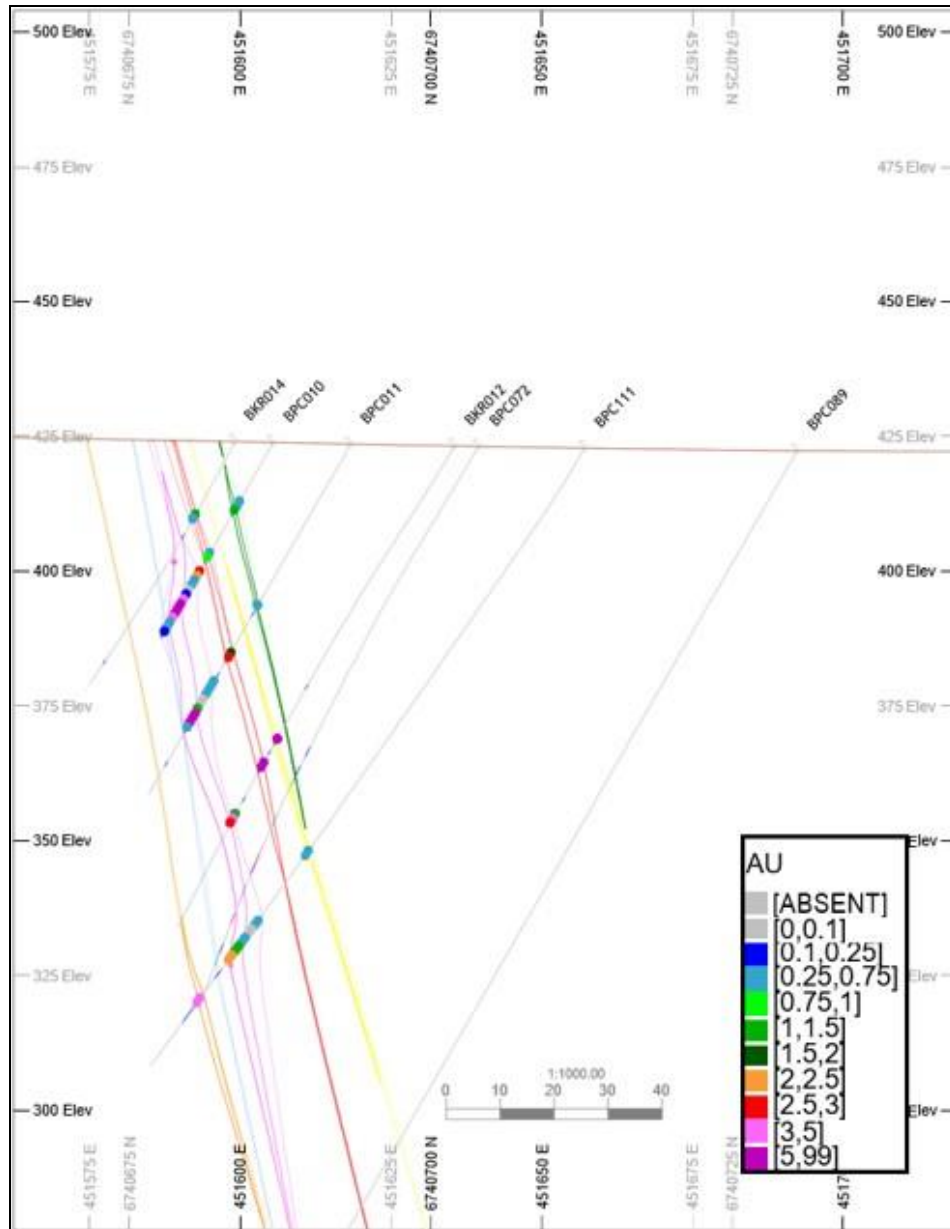 500 Elev
451575 E
6740675 N
451600 E
451625 E
6740700 N
451650 E
451675 E
6740725 N
451700 E
500 Elev
475 Elev
475 Elev
450 Elev
450 Elev
BKR014
BPC010
BPC011
BKR012
BPC072
BPC111
BPC089
425 Elev
425 Elev
400 Elev
400 Elev
375 Elev
375 Elev
350 Elev
Elev
325 Elev
300 Elev
Elev
AU
[ABSENT]
[0,0.1]
[0.1,0.25]
[0.25,0.75]
[0.75,1]
[1,1.5]
[1.5,2]
[2,2.5]
[2.5,3]
[3,5]
[5,99]
1:1000.00
0 10 20 30 40
451575 E
6740675 N
451600 E
451625 E
6740700 N
451650 E
451675 E
6740725 N